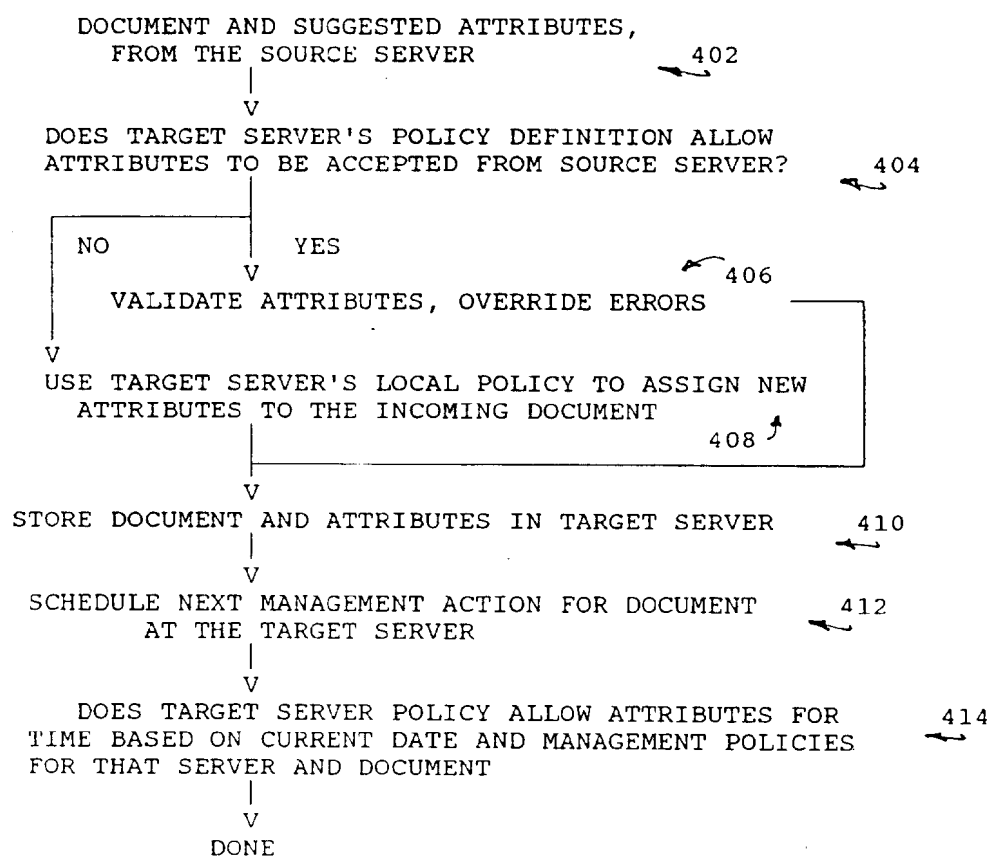 DOCUMENT AND SUGGESTED ATTRIBUTES,
FROM THE SOURCE SERVER 402
V
DOES TARGET SERVER'S POLICY DEFINITION ALLOW
ATTRIBUTES TO BE ACCEPTED FROM SOURCE SERVER? 404
NO YES
V
406
VALIDATE ATTRIBUTES, OVERRIDE ERRORS
V
USE TARGET SERVER'S LOCAL POLICY TO ASSIGN NEW
ATTRIBUTES TO THE INCOMING DOCUMENT
408
V
STORE DOCUMENT AND ATTRIBUTES IN TARGET SERVER 410
V
SCHEDULE NEXT MANAGEMENT ACTION FOR DOCUMENT 412
AT THE TARGET SERVER
V
DOES TARGET SERVER POLICY ALLOW ATTRIBUTES FOR 414
TIME BASED ON CURRENT DATE AND MANAGEMENT POLICIES
FOR THAT SERVER AND DOCUMENT
V
DONE